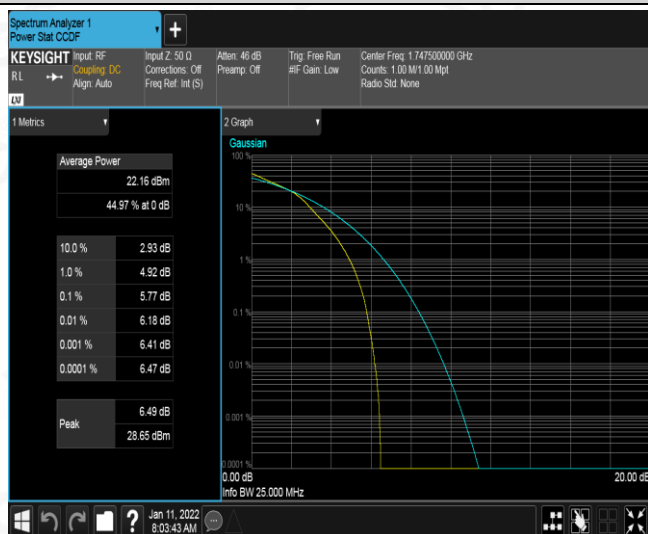 Spectrum Analyzer 1
Power Stat CCDF
+
KEYSIGHT
RL
LXI
Input: RF
Coupling: DC
Align: Auto
Input Z: 50 Ω
Corrections: Off
Freq Ref: Int (S)
Atten: 46 dB
Preamp: Off
Trig: Free Run
#IF Gain: Low
Center Freq: 1.747500000 GHz
Counts: 1.00 M/1.00 Mpt
Radio Std: None
1 Metrics
Average Power
22.16 dBm
44.97 % at 0 dB
10.0 % 2.93 dB
1.0 % 4.92 dB
0.1 % 5.77 dB
0.01 % 6.18 dB
0.001 % 6.41 dB
0.0001 % 6.47 dB
Peak
6.49 dB
28.65 dBm
2 Graph
Gaussian
100 %
10 %
1 %
0.1 %
0.01 %
0.001 %
0.0001 %
0.00 dB
20.00 dB
Info BW 25.000 MHz
?
Jan 11, 2022
8:03:43 AM